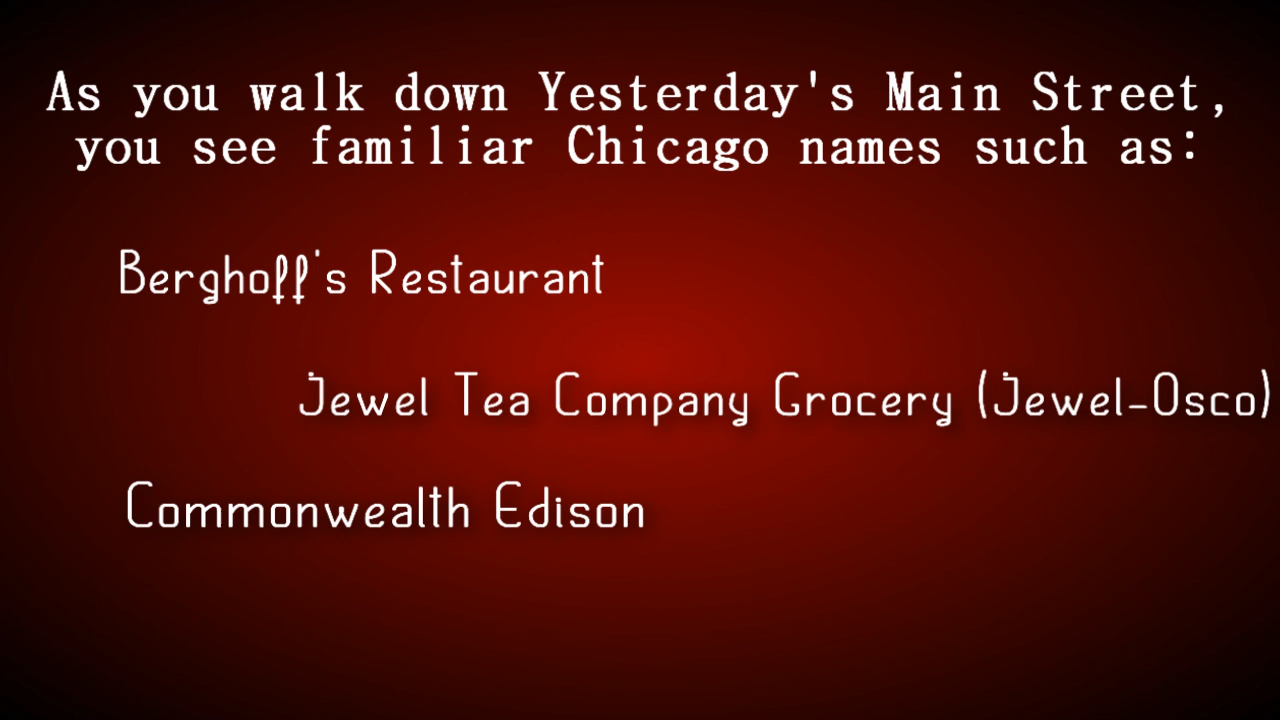 As you walk down Yesterday's Main Street,
you see familiar Chicago names such as:
Berghoff's Restaurant
Jewel Tea Company Grocery (Jewel-Osco)
Commonwealth Edison